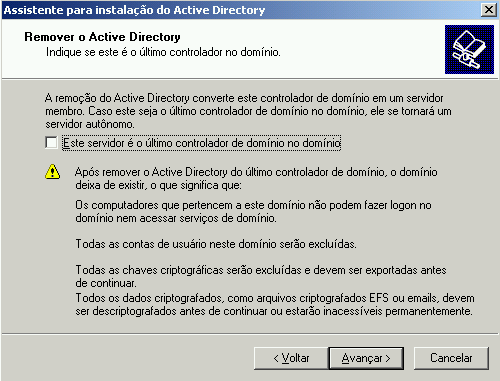 Assistente para instalação do Active Directory
Remover o Active Directory
Indique se este é o último controlador no domínio.
A remoção do Active Directory converte este controlador de domínio em um servidor
membro. Caso este seja o último controlador de domínio no domínio, ele se tornará um
servidor autônomo.
Este servidor é o último controlador de domínio no domínio
Após remover o Active Directory do último controlador de domínio, o domínio
deixa de existir, o que significa que:
Os computadores que pertencem a este domínio não podem fazer logon no
domínio nem acessar serviços de domínio.
Todas as contas de usuário neste domínio serão excluídas.
Todas as chaves criptográficas serão excluídas e devem ser exportadas antes
de continuar.
Todos os dados criptografados, como arquivos criptografados EFS ou emails, devem
ser descriptografados antes de continuar ou estarão inacessíveis permanentemente.
< Voltar
Avançar >
Cancelar